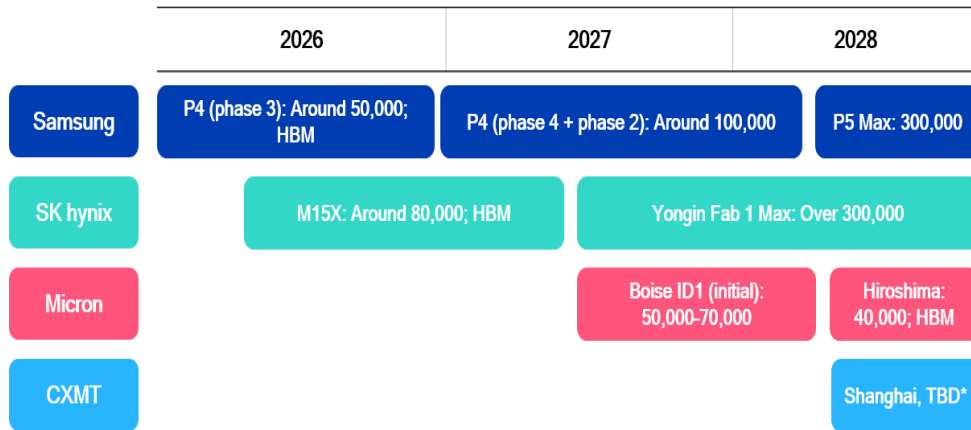 2026
2027
2028
Samsung
P4 (phase 3): Around 50,000;
HBM
P4 (phase 4 + phase 2): Around 100,000
P5 Max: 300,000
SK hynix
M15X: Around 80,000; HBM
Yongin Fab 1 Max: Over 300,000
Micron
Boise ID1 (initial):
50,000-70,000
Hiroshima:
40,000; HBM
CXMT
Shanghai, TBD*